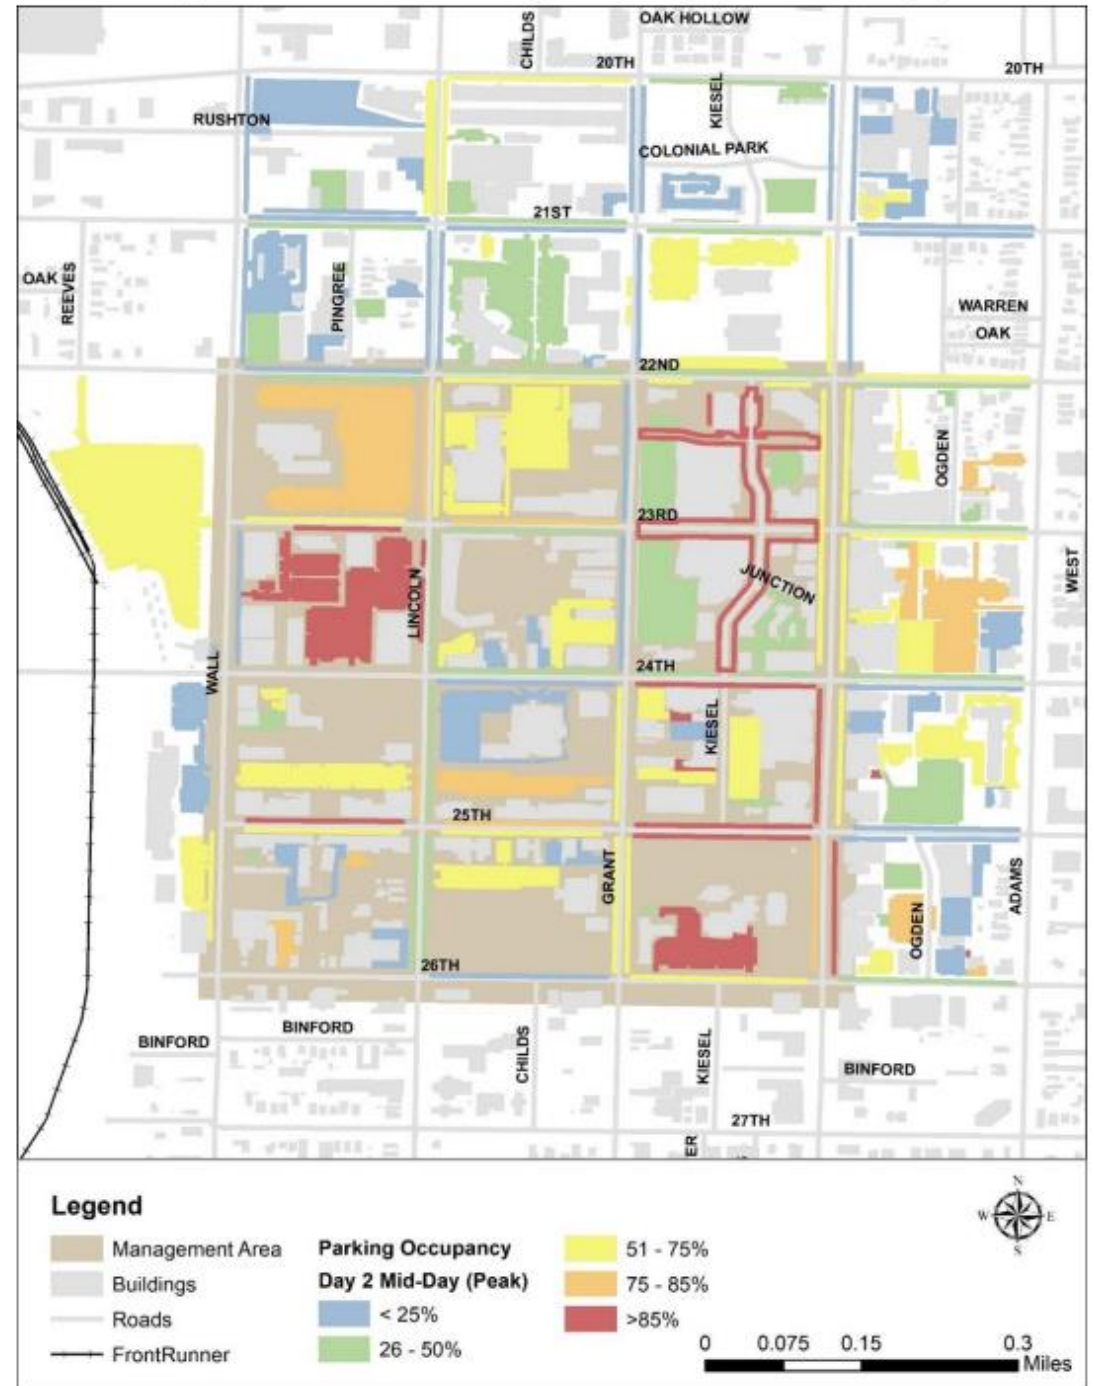 OAK HOLLOW
CHILDS
20TH
20TH
KIESEL
RUSHTON
COLONIAL PARK
21ST
OAK
REEVES
PINGREE
WARREN
OAK
22ND
OGDEN
23RD
JUNCTION
WEST
LINCOLN
24TH
WALL
KIESEL
25TH
GRANT
ADAMS
OGDEN
26TH
BINFORD
BINFORD
CHILDS
KIESEL
BINFORD
27TH
ER
Legend
Management Area
Buildings
Roads
FrontRunner
Parking Occupancy
Day 2 Mid-Day (Peak)
< 25%
26 - 50%
51 - 75%
75 - 85%
>85%
N
W E
S
0 0.075 0.15 0.3
Miles